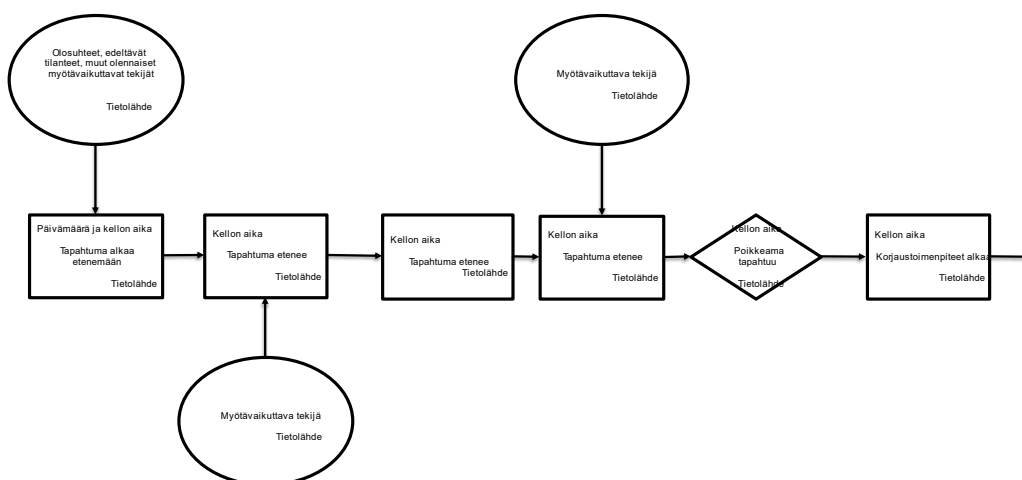 Olosuhteet, edeltävät
tilanteet, muut olennaiset
myötävaikuttavat tekijät
Tietolähde
Myötävaikuttava tekijä
Tietolähde
Päivämäärä ja kellon aika
Tapahtuma alkaa
etenemään
Tietolähde
Kellon aika
Tapahtuma etenee
Tietolähde
Kellon aika
Tapahtuma etenee
Tietolähde
Kellon aika
Tapahtuma etenee
Tietolähde
Kellon aika
Poikkeama
tapahtuu
Tietolähde
Kellon aika
Korjaustoimenpiteet alkaa
Tietolähde
Myötävaikuttava tekijä
Tietolähde